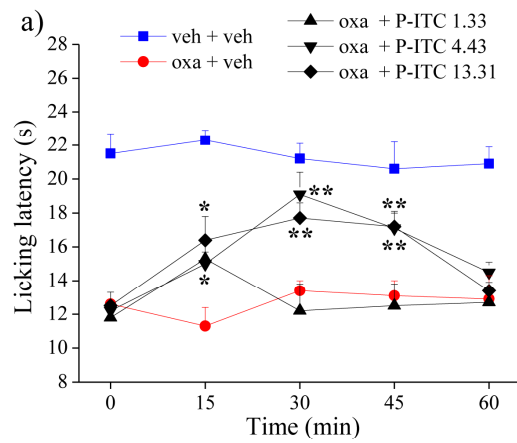 a)
veh + veh
oxa + veh
oxa + P-ITC 1.33
oxa + P-ITC 4.43
oxa + P-ITC 13.31
Licking latency (s)
28
26
24
22
20
18
16
14
12
10
8
*
*
**
**
**
**
0 15 30 45 60
Time (min)